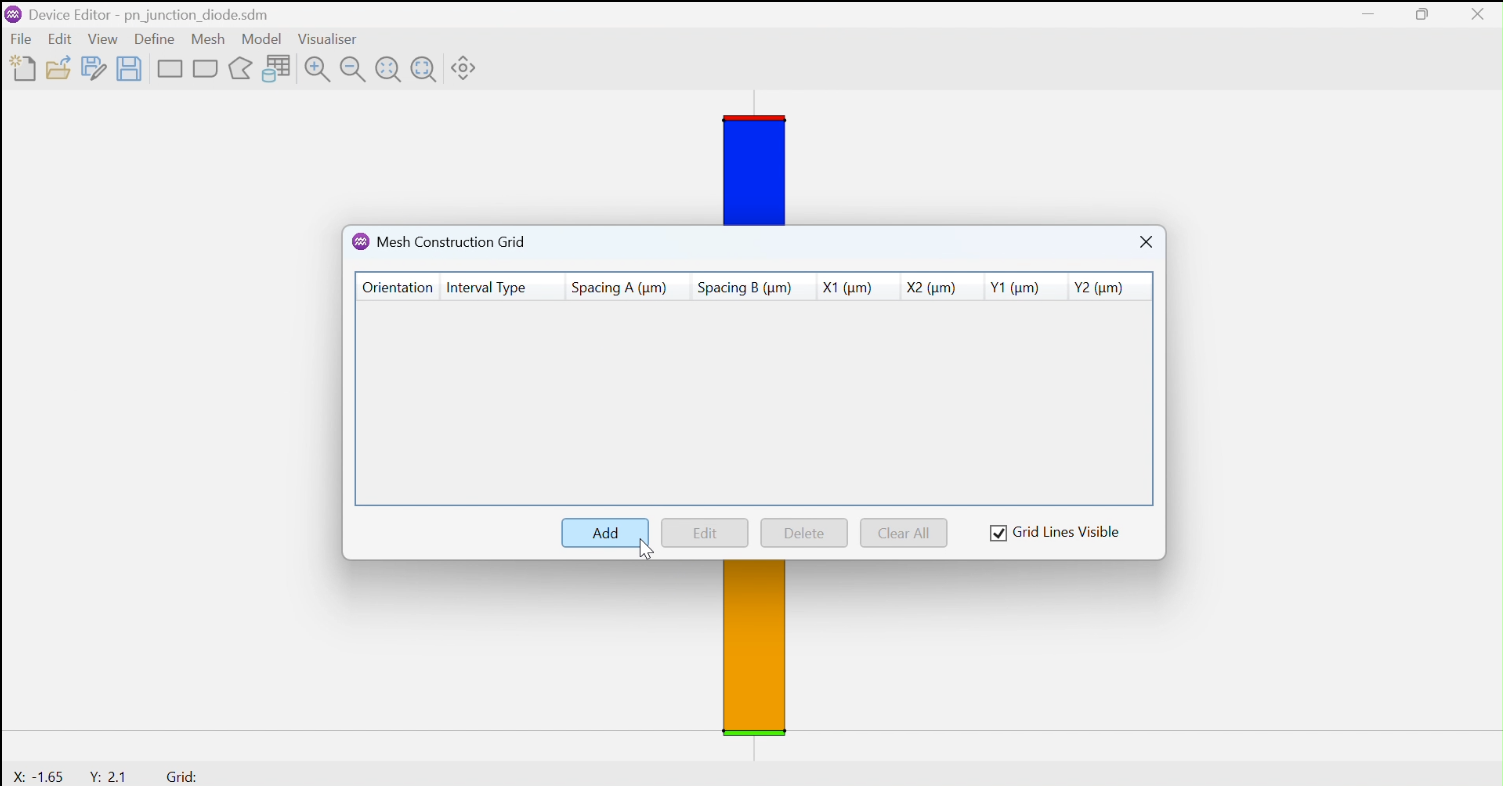 Device Editor - pn_junction_diode.sdm
File Edit View Define Mesh Model Visualiser
Mesh Construction Grid
Orientation Interval Type Spacing A (µm) Spacing B (µm) X1 (µm) X2 (µm) Y1 (µm) Y2 (µm)
Add Edit Delete Clear All Grid Lines Visible
X: -1.65 Y: 2.1 Grid: